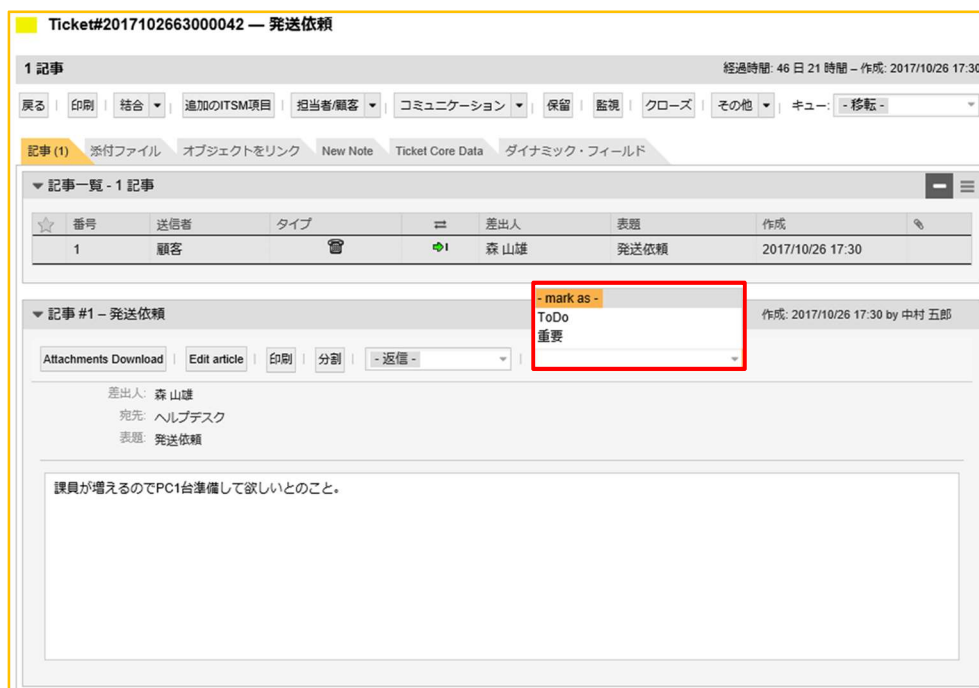 Ticket#2017102663000042 — 発送依頼
1 記事 経過時間: 46 日 21 時間 – 作成: 2017/10/26 17:30
戻る 印刷 結合 追加のITSM項目 担当者/顧客 コミュニケーション 保留 監視 クローズ その他 キュー: - 移転 -
記事 (1) 添付ファイル オブジェクトをリンク New Note Ticket Core Data ダイナミック・フィールド
記事一覧 - 1 記事
番号 送信者 タイプ 差出人 表題 作成
1 顧客 森 山雄 発送依頼 2017/10/26 17:30
- mark as -
記事 #1 – 発送依頼 作成: 2017/10/26 17:30 by 中村 五郎
ToDo
重要
Attachments Download Edit article 印刷 分割 - 返信 -
差出人: 森 山雄
宛先: ヘルプデスク
表題: 発送依頼
課員が増えるのでPC1台準備して欲しいとのこと。